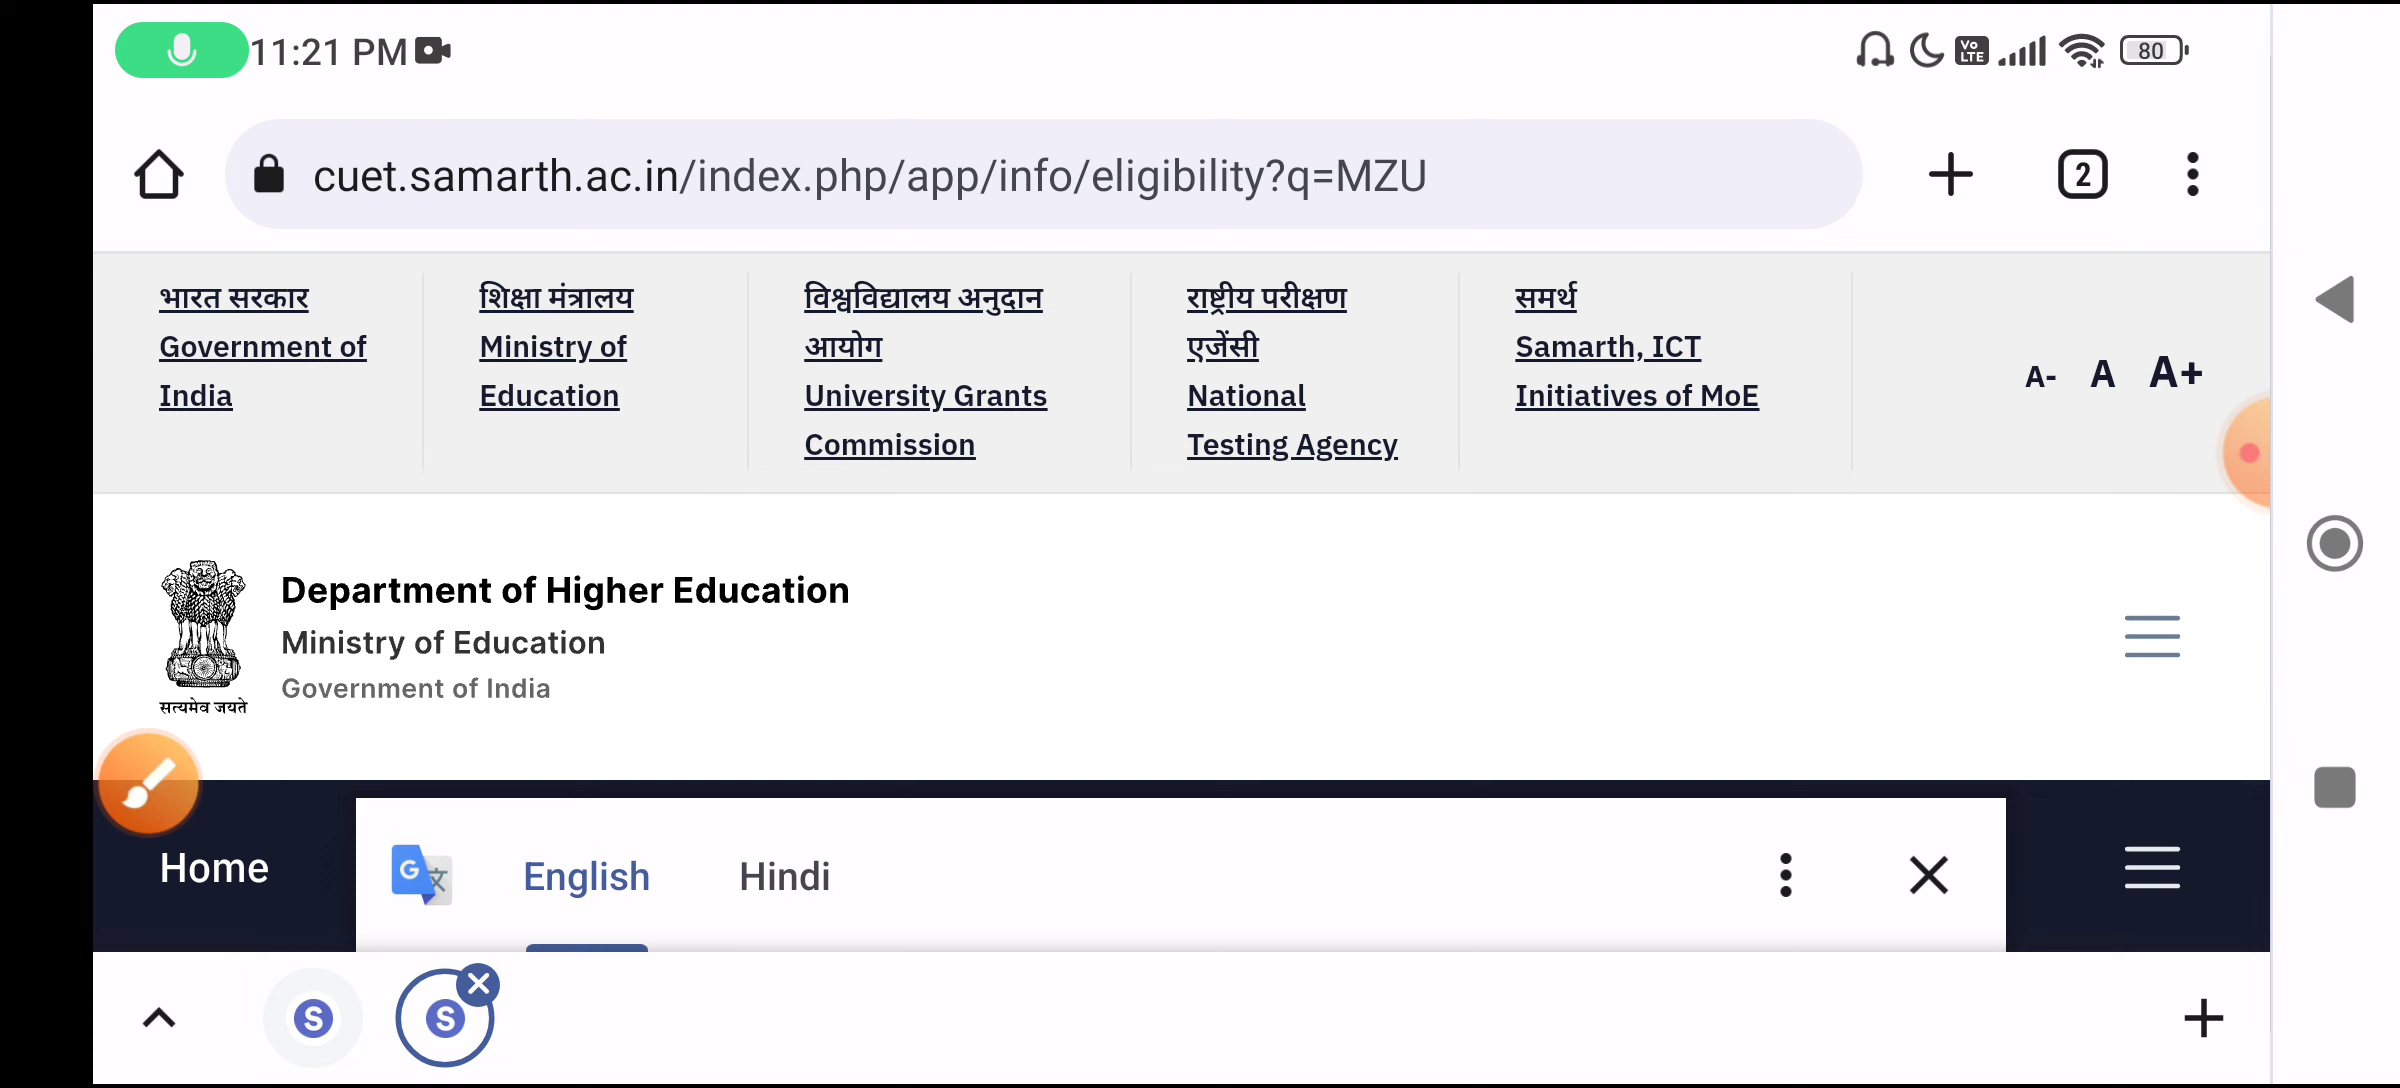 11:21 PM
Vo LTE
80
cuet.samarth.ac.in/index.php/app/info/eligibility?q=MZU
2
भारत सरकार
Government of
India
शिक्षा मंत्रालय
Ministry of
Education
विश्वविद्यालय अनुदान
आयोग
University Grants
Commission
राष्ट्रीय परीक्षण
एजेंसी
National
Testing Agency
समर्थ
Samarth, ICT
Initiatives of MoE
A- A A+
Department of Higher Education
Ministry of Education
Government of India
सत्यमेव जयते
Home
G 文
English Hindi
S S